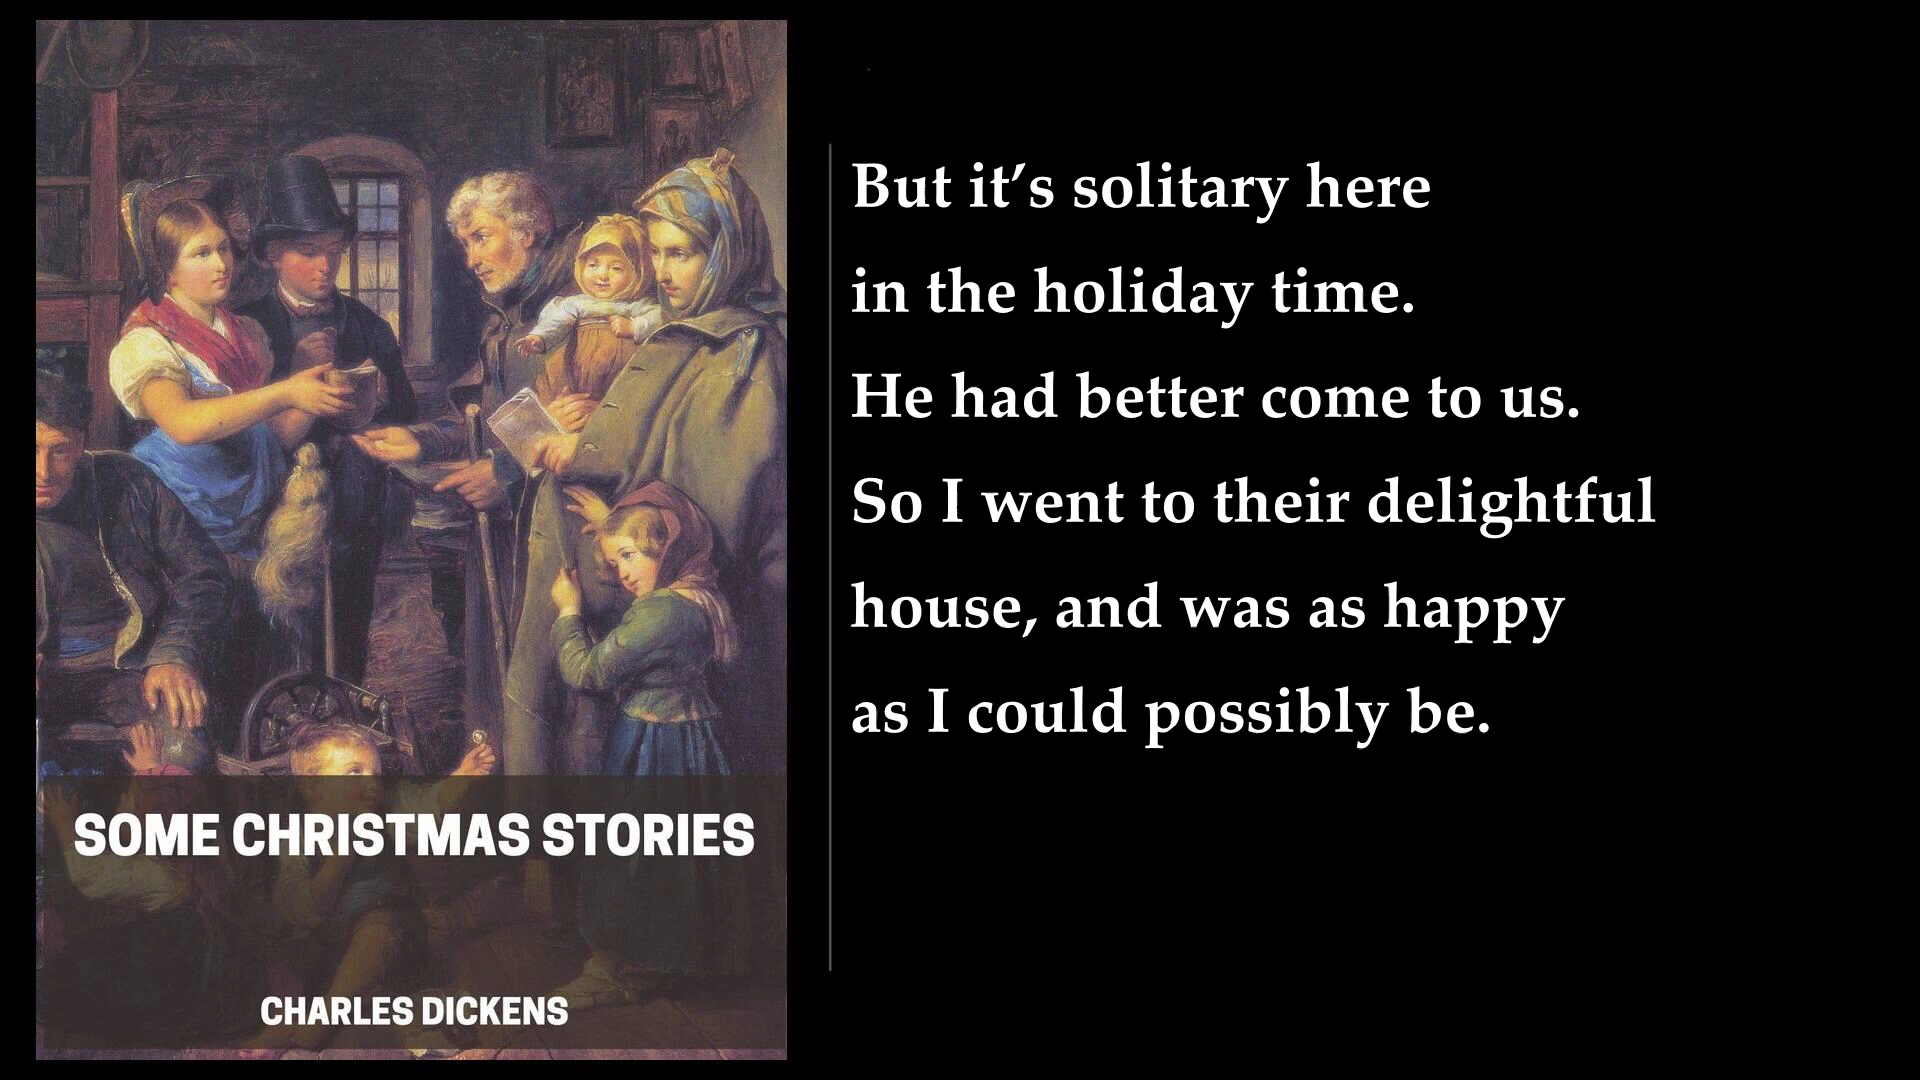 SOME CHRISTMAS STORIES
CHARLES DICKENS
But it’s solitary here
in the holiday time.
He had better come to us.
So I went to their delightful
house, and was as happy
as I could possibly be.